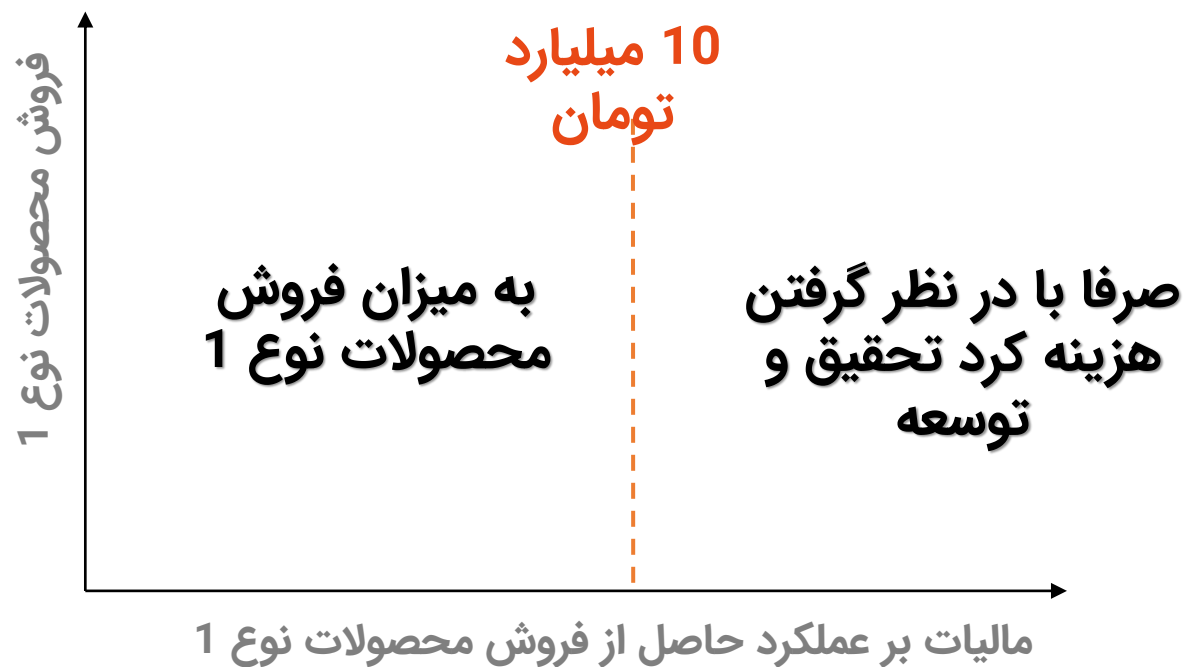 10 میلیارد
تومان
فروش محصولات نوع 1
صرفا با در نظر گرفتن
هزینه کرد تحقیق و
توسعه
به میزان فروش
محصولات نوع 1
مالیات بر عملکرد حاصل از فروش محصولات نوع 1